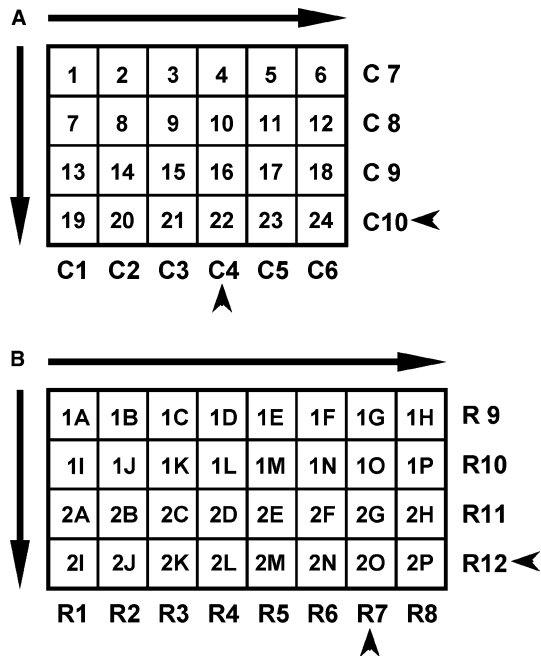 A
1 2 3 4 5 6 C 7
7 8 9 10 11 12 C 8
13 14 15 16 17 18 C 9
19 20 21 22 23 24 C10
C1 C2 C3 C4 C5 C6
B
1A 1B 1C 1D 1E 1F 1G 1H R 9
1I 1J 1K 1L 1M 1N 1O 1P R10
2A 2B 2C 2D 2E 2F 2G 2H R11
2I 2J 2K 2L 2M 2N 2O 2P R12
R1 R2 R3 R4 R5 R6 R7 R8